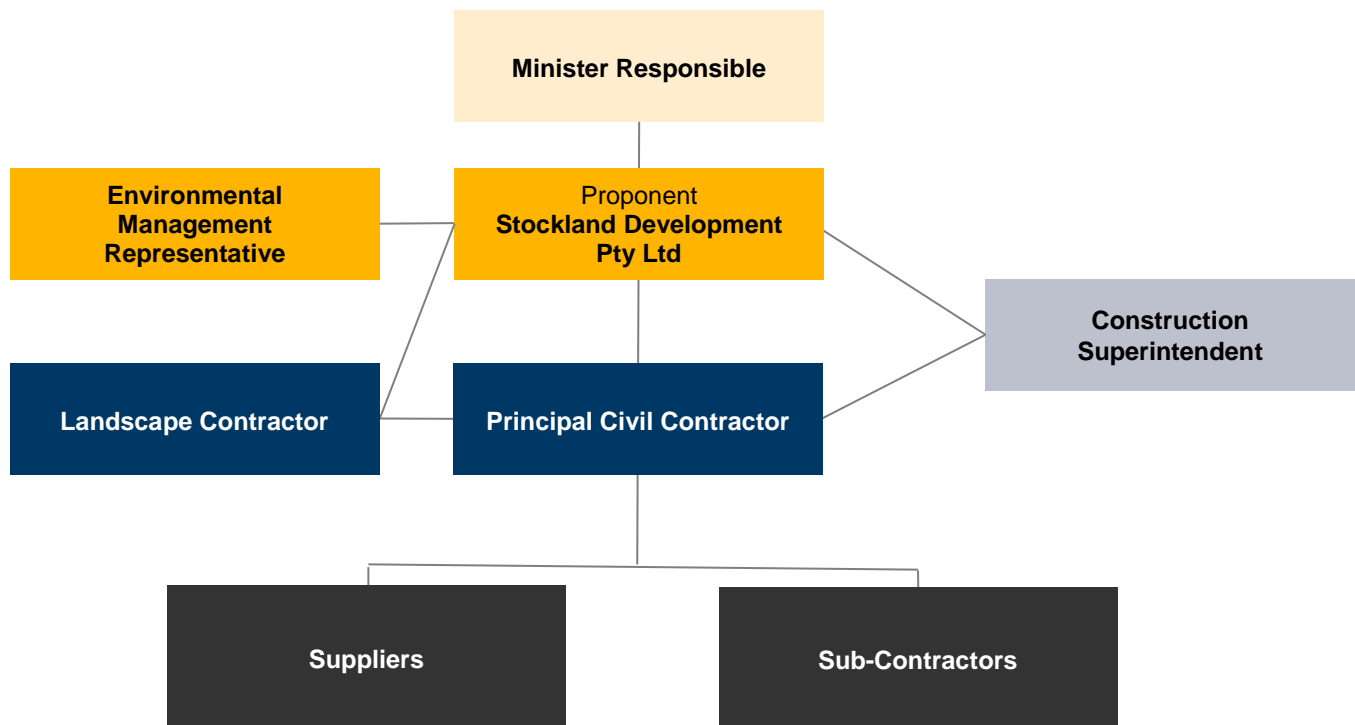 Minister Responsible
Environmental
Management
Representative
Proponent
Stockland Development
Pty Ltd
Construction
Superintendent
Landscape Contractor
Principal Civil Contractor
Suppliers
Sub-Contractors